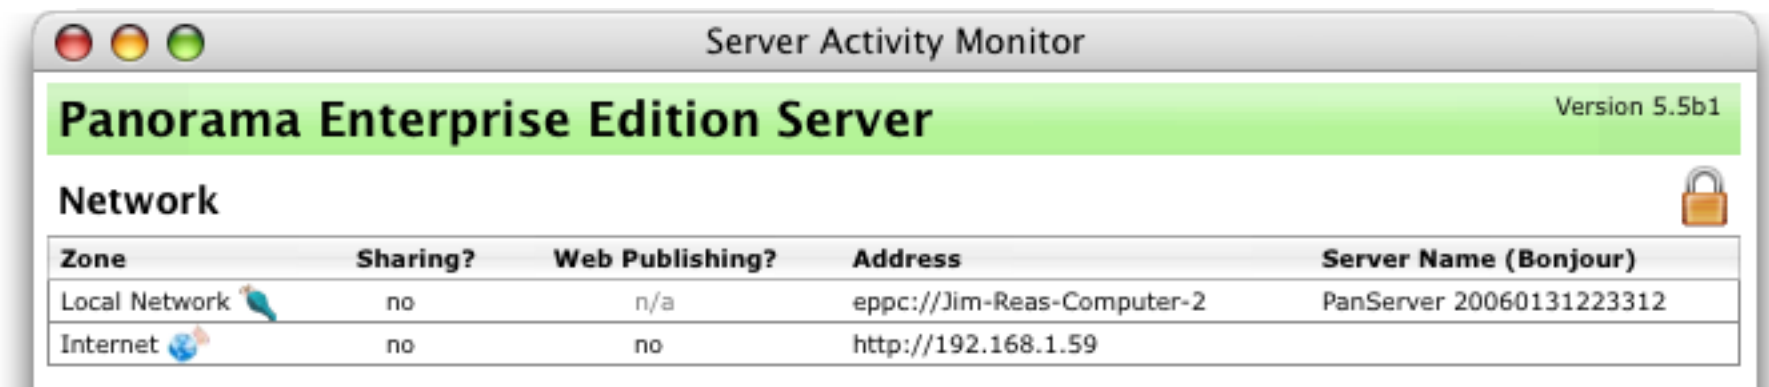 Server Activity Monitor
Panorama Enterprise Edition Server Version 5.5b1
Network
Zone Sharing? Web Publishing? Address Server Name (Bonjour)
Local Network no n/a eppc://Jim-Reas-Computer-2 PanServer 20060131223312
Internet no no http://192.168.1.59